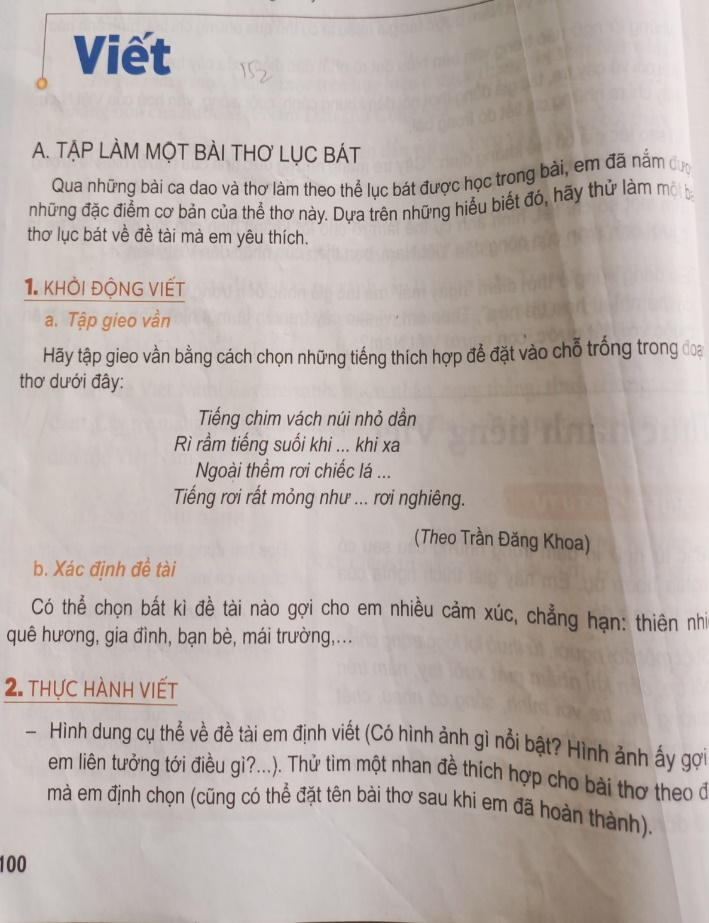 Viết
152
A. TẬP LÀM MỘT BÀI THƠ LỤC BÁT
Qua những bài ca dao và thơ làm theo thể lục bát được học trong bài, em đã nắm
những đặc điểm cơ bản của thể thơ này. Dựa trên những hiểu biết đó, hãy thử làm một
thơ lục bát về đề tài mà em yêu thích.
1. KHỞI ĐỘNG VIẾT
a. Tập gieo vần
Hãy tập gieo vần bằng cách chọn những tiếng thích hợp để đặt vào chỗ trống trong
thơ dưới đây:
Tiếng chim vách núi nhỏ dần
Rì rầm tiếng suối khi ... khi xa
Ngoài thềm rơi chiếc lá ...
Tiếng rơi rất mỏng như ... rơi nghiêng.
(Theo Trần Đăng Khoa)
b. Xác định đề tài
Có thể chọn bất kì đề tài nào gợi cho em nhiều cảm xúc, chẳng hạn: thiên
quê hương, gia đình, bạn bè, mái trường,...
2. THỰC HÀNH VIẾT
– Hình dung cụ thể về đề tài em định viết (Có hình ảnh gì nổi bật? Hình ảnh ấy gợi
em liên tưởng tới điều gì?...). Thử tìm một nhan đề thích hợp cho bài thơ theo
mà em định chọn (cũng có thể đặt tên bài thơ sau khi em đã hoàn thành).
100